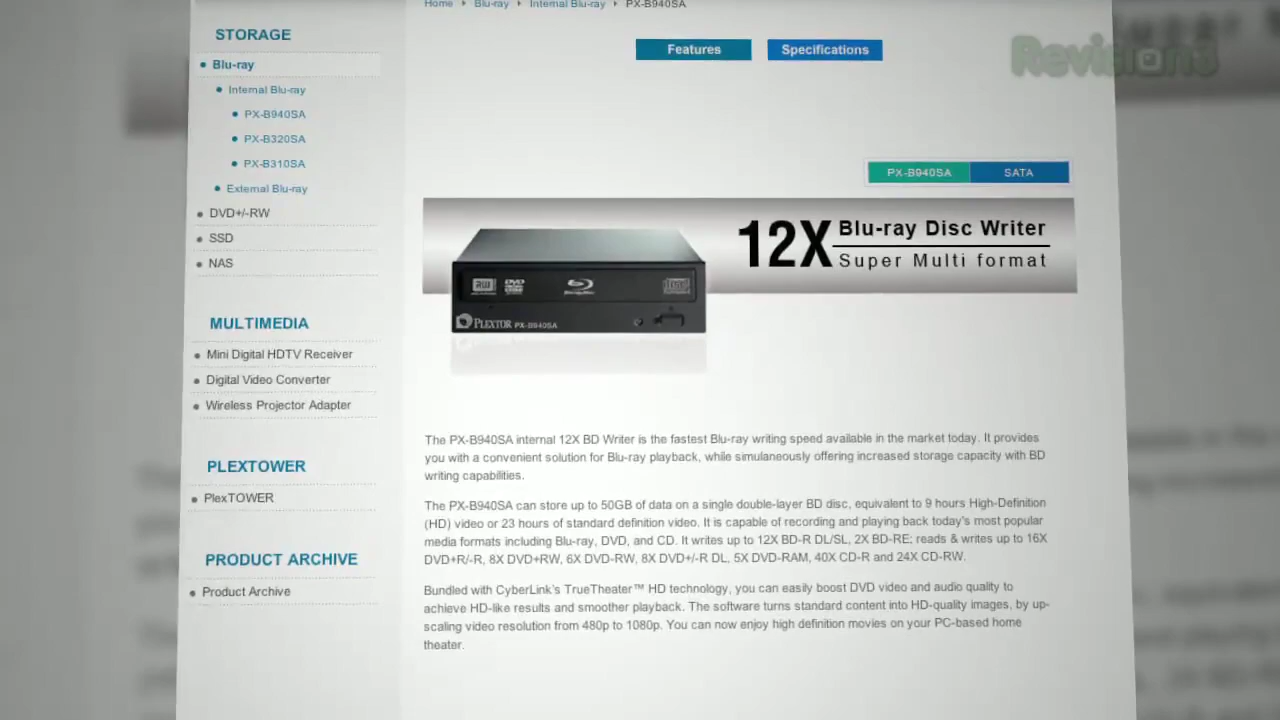 Home Blu-ray Internal Blu-ray PX-B940SA
STORAGE
Blu-ray
Internal Blu-ray
PX-B940SA
PX-B320SA
PX-B310SA
External Blu-ray
DVD+/-RW
SSD
NAS
MULTIMEDIA
Mini Digital HDTV Receiver
Digital Video Converter
Wireless Projector Adapter
PLEXTOWER
PlexTOWER
PRODUCT ARCHIVE
Product Archive
Features Specifications
Revision3
PX-B940SA SATA
12X Blu-ray Disc Writer
Super Multi format
RW DVD Blu-ray
PLEXTOR PX-B940SA
The PX-B940SA internal 12X BD Writer is the fastest Blu-ray writing speed available in the market today. It provides
you with a convenient solution for Blu-ray playback, while simultaneously offering increased storage capacity with BD
writing capabilities.
The PX-B940SA can store up to 50GB of data on a single double-layer BD disc, equivalent to 9 hours High-Definition
(HD) video or 23 hours of standard definition video. It is capable of recording and playing back today's most popular
media formats including Blu-ray, DVD, and CD. It writes up to 12X BD-R DL/SL, 2X BD-RE; reads & writes up to 16X
DVD+R/-R, 8X DVD+RW, 6X DVD-RW, 8X DVD+/-R DL, 5X DVD-RAM, 40X CD-R and 24X CD-RW.
Bundled with CyberLink's TrueTheater™ HD technology, you can easily boost DVD video and audio quality to
achieve HD-like results and smoother playback. The software turns standard content into HD-quality images, by up-
scaling video resolution from 480p to 1080p. You can now enjoy high definition movies on your PC-based home
theater.